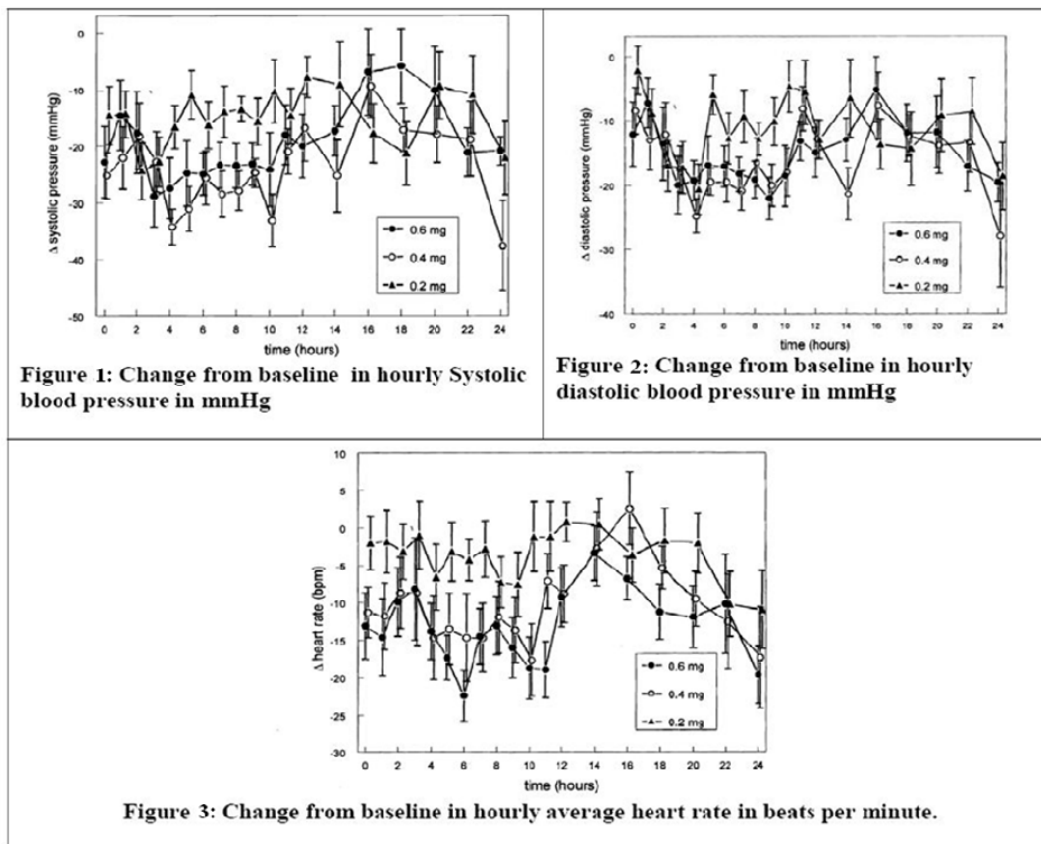 0
-10
-20
-30
-40
-50
Δ systolic pressure (mmHg)
0.6 mg
0.4 mg
0.2 mg
0 2 4 6 8 10 12 14 16 18 20 22 24
time (hours)
Figure 1: Change from baseline in hourly Systolic
blood pressure in mmHg
0
-10
-20
-30
-40
Δ diastolic pressure (mmHg)
0.6 mg
0.4 mg
0.2 mg
0 2 4 6 8 10 12 14 16 18 20 22 24
time (hours)
Figure 2: Change from baseline in hourly
diastolic blood pressure in mmHg
10
5
0
-5
-10
-15
-20
-25
-30
Δ heart rate (bpm)
0.6 mg
0.4 mg
0.2 mg
0 2 4 6 8 10 12 14 16 18 20 22 24
time (hours)
Figure 3: Change from baseline in hourly average heart rate in beats per minute.